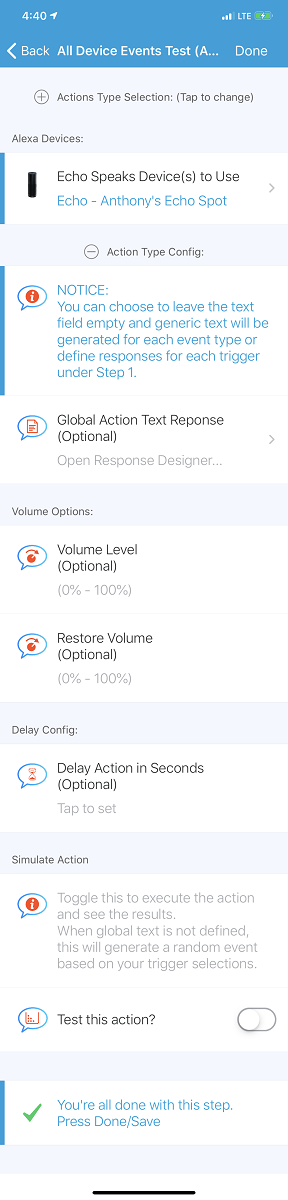 4:40 LTE
Back All Device Events Test (A... Done
Actions Type Selection: (Tap to change)
Alexa Devices:
Echo Speaks Device(s) to Use
Echo - Anthony's Echo Spot
Action Type Config:
NOTICE:
You can choose to leave the text
field empty and generic text will be
generated for each event type or
define responses for each trigger
under Step 1.
Global Action Text Reponse
(Optional)
Open Response Designer...
Volume Options:
Volume Level
(Optional)
(0% - 100%)
Restore Volume
(Optional)
(0% - 100%)
Delay Config:
Delay Action in Seconds
(Optional)
Tap to set
Simulate Action
Toggle this to execute the action
and see the results.
When global text is not defined,
this will generate a random event
based on your trigger selections.
Test this action?
You're all done with this step.
Press Done/Save